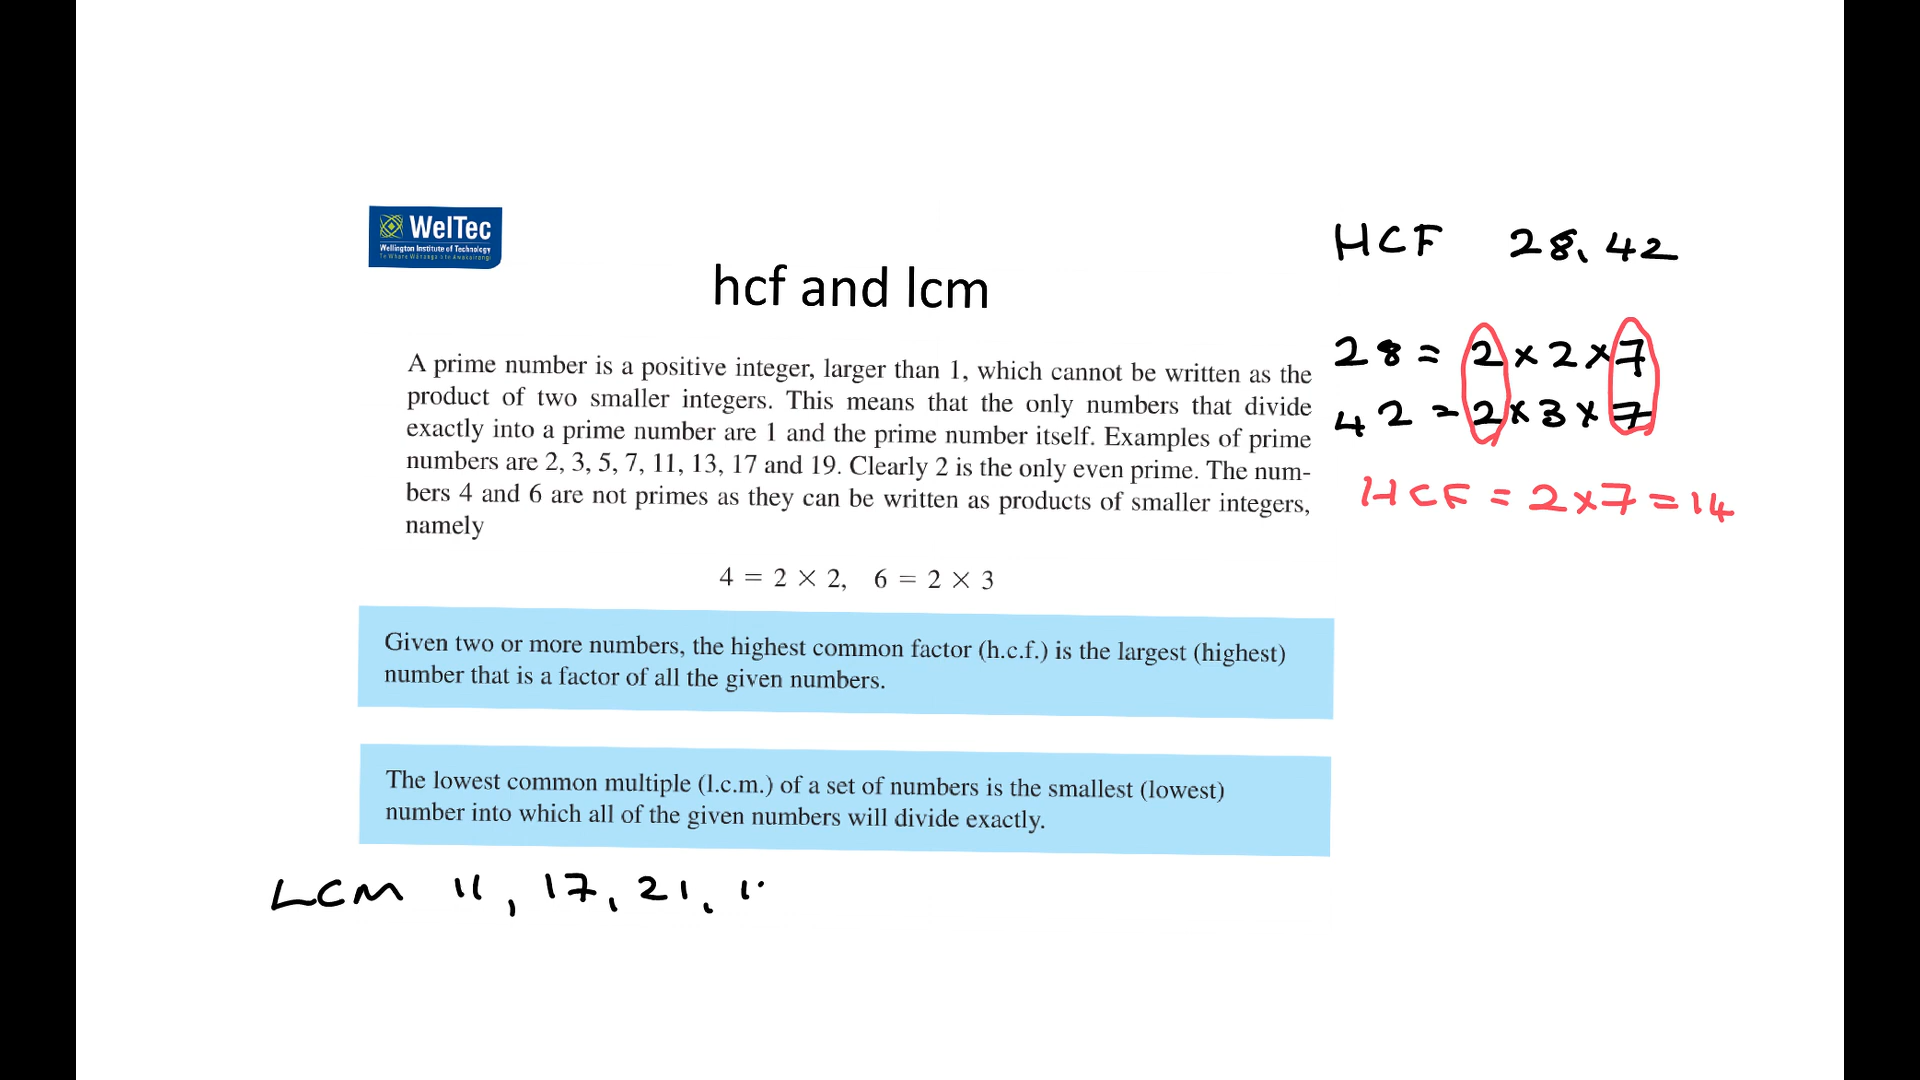 WelTec
Wellington Institute of Technology
Te Whare Wānanga o te Awakairangi
hcf and lcm
A prime number is a positive integer, larger than 1, which cannot be written as the
product of two smaller integers. This means that the only numbers that divide
exactly into a prime number are 1 and the prime number itself. Examples of prime
numbers are 2, 3, 5, 7, 11, 13, 17 and 19. Clearly 2 is the only even prime. The num-
bers 4 and 6 are not primes as they can be written as products of smaller integers,
namely
4 = 2 × 2, 6 = 2 × 3
Given two or more numbers, the highest common factor (h.c.f.) is the largest (highest)
number that is a factor of all the given numbers.
The lowest common multiple (l.c.m.) of a set of numbers is the smallest (lowest)
number into which all of the given numbers will divide exactly.
LCM 11, 17, 21,
HCF 28, 42
28 = 2 × 2 × 7
42 = 2 × 3 × 7
HCF = 2 × 7 = 14